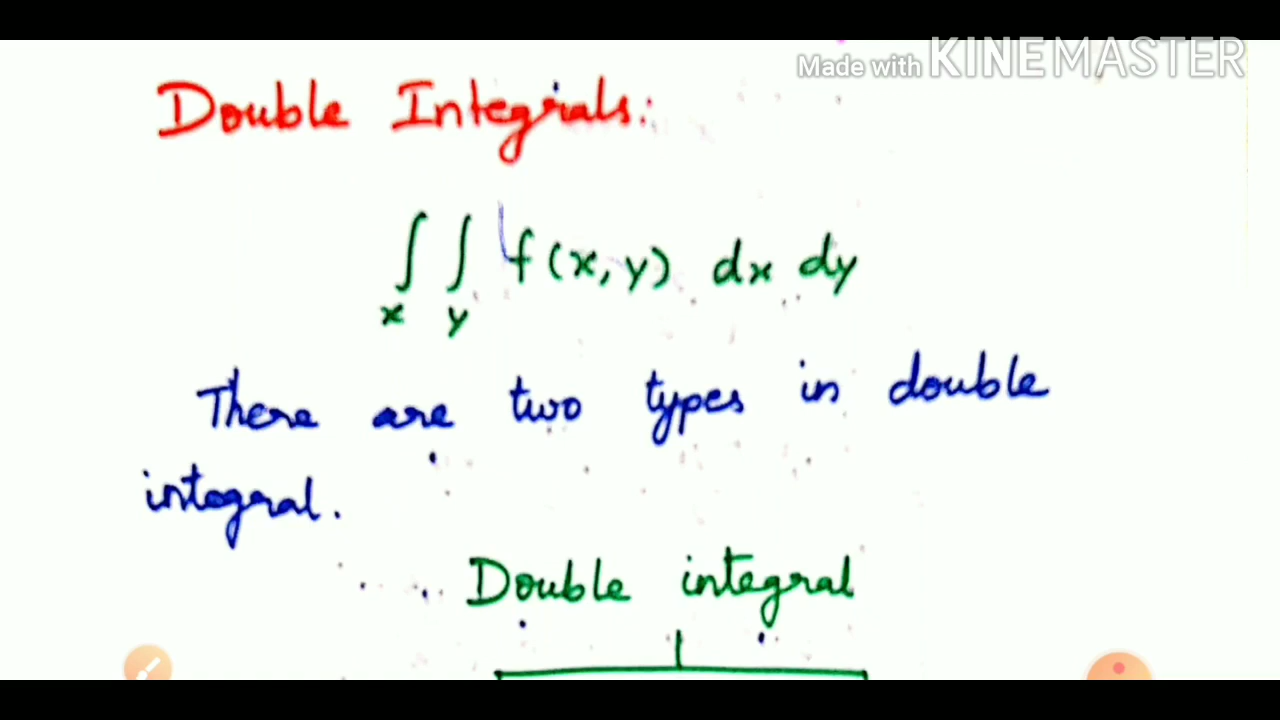 Made with KINEMASTER
Double Integrals:
∫ ∫ f(x, y) dx dy
x y
There are two types in double
integral.
Double integral